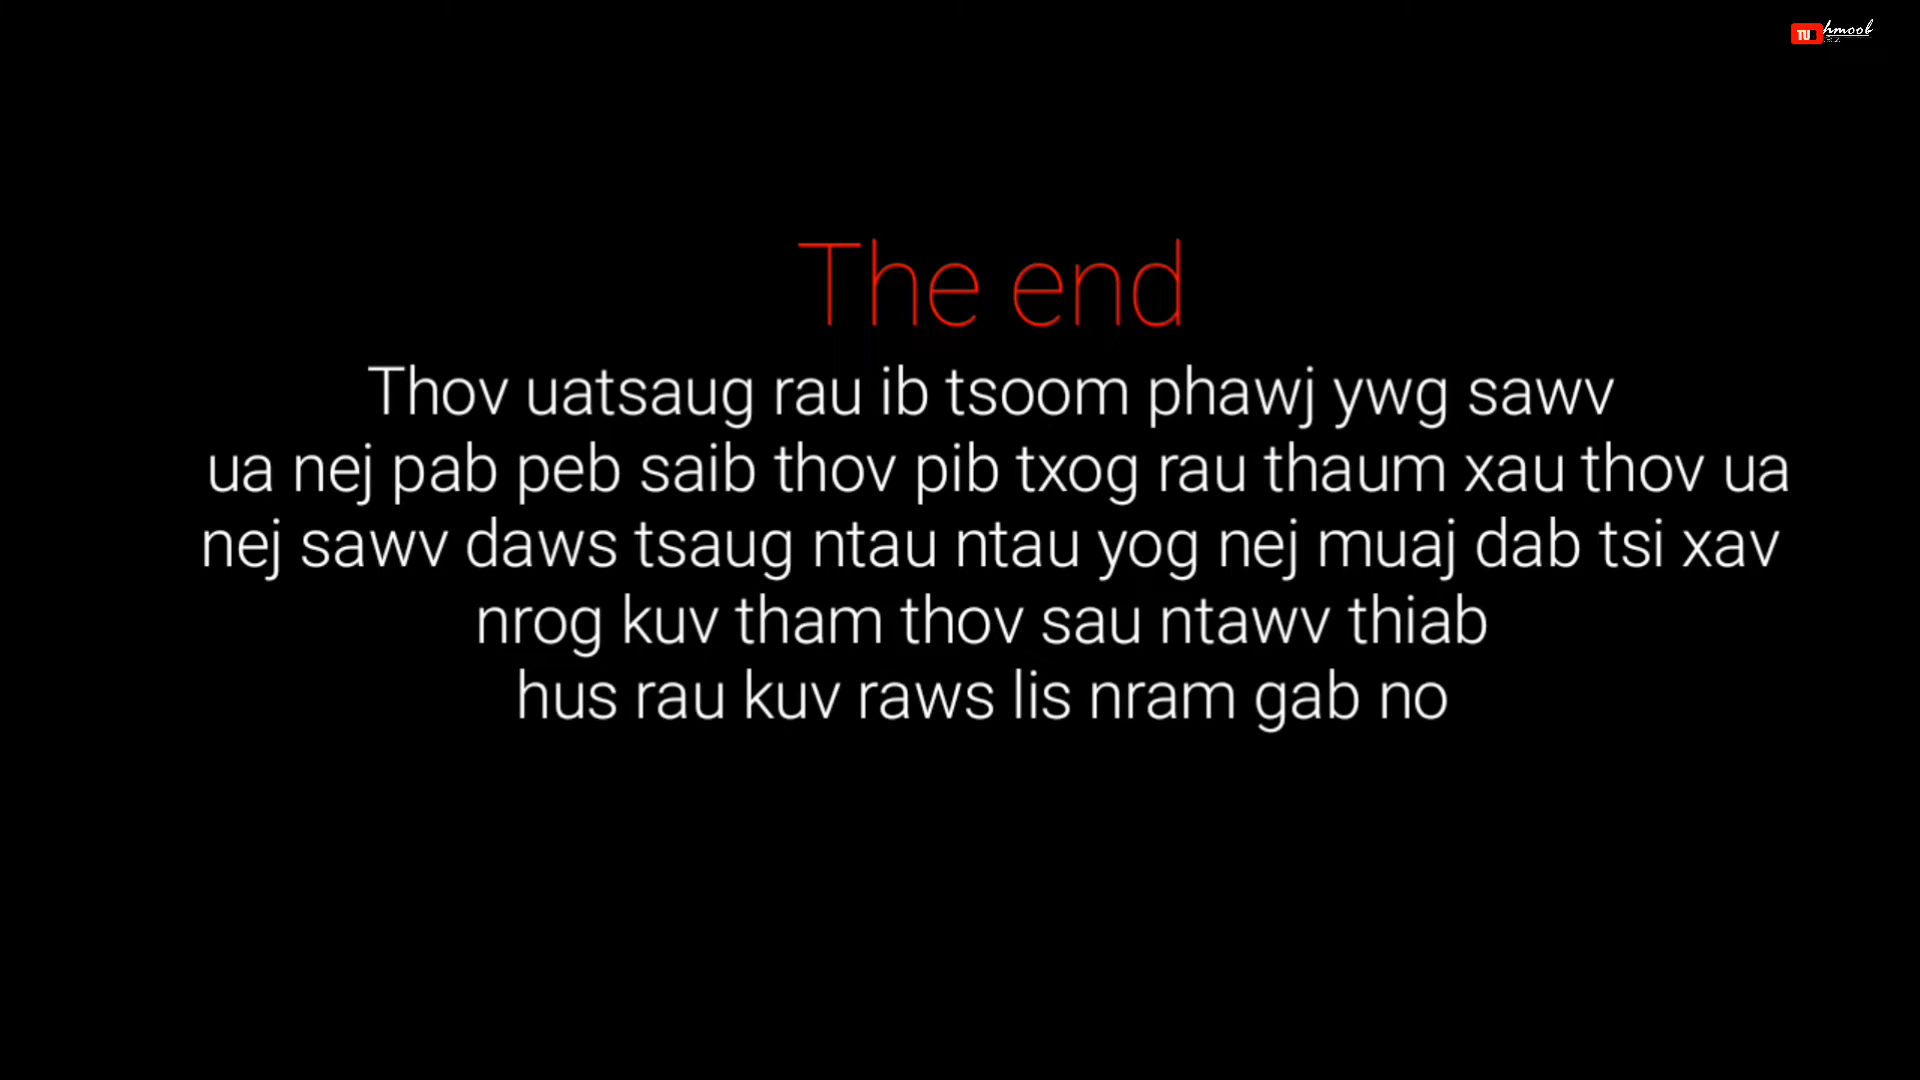 TUB hmoob
The end
Thov uatsaug rau ib tsoom phawj ywg sawv
ua nej pab peb saib thov pib txog rau thaum xau thov ua
nej sawv daws tsaug ntau ntau yog nej muaj dab tsi xav
nrog kuv tham thov sau ntawv thiab
hus rau kuv raws lis nram gab no